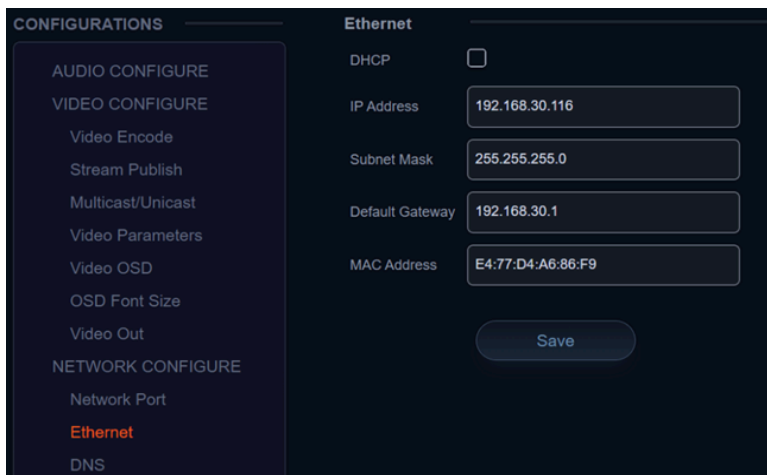 CONFIGURATIONS
AUDIO CONFIGURE
VIDEO CONFIGURE
Video Encode
Stream Publish
Multicast/Unicast
Video Parameters
Video OSD
OSD Font Size
Video Out
NETWORK CONFIGURE
Network Port
Ethernet
DNS
Ethernet
DHCP
IP Address 192.168.30.116
Subnet Mask 255.255.255.0
Default Gateway 192.168.30.1
MAC Address E4:77:D4:A6:86:F9
Save